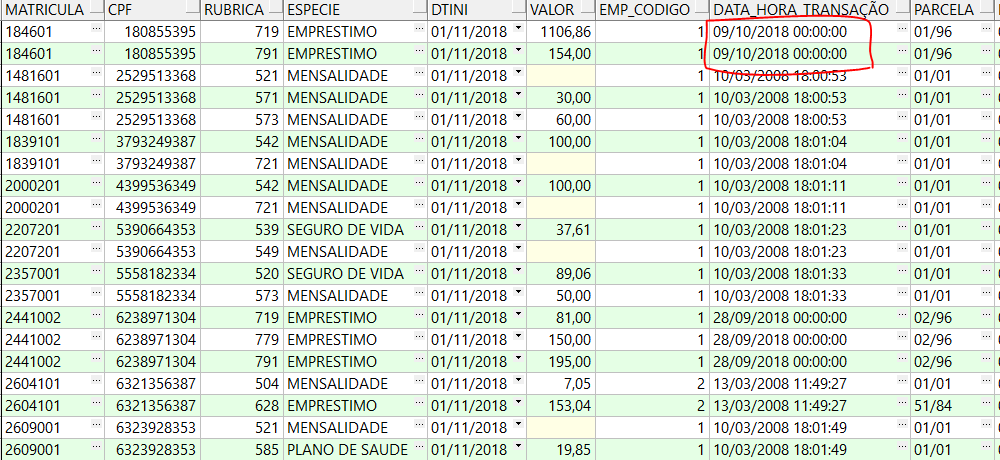 MATRICULA CPF RUBRICA ESPECIE DTINI VALOR EMP_CODIGO DATA_HORA_TRANSAÇÃO PARCELA
184601 180855395 719 EMPRESTIMO 01/11/2018 1106,86 1 09/10/2018 00:00:00 01/96
184601 180855395 791 EMPRESTIMO 01/11/2018 154,00 1 09/10/2018 00:00:00 01/96
1481601 2529513368 521 MENSALIDADE 01/11/2018 1 10/03/2008 18:00:53 01/01
1481601 2529513368 571 MENSALIDADE 01/11/2018 30,00 1 10/03/2008 18:00:53 01/01
1481601 2529513368 573 MENSALIDADE 01/11/2018 60,00 1 10/03/2008 18:00:53 01/01
1839101 3793249387 542 MENSALIDADE 01/11/2018 100,00 1 10/03/2008 18:01:04 01/01
1839101 3793249387 721 MENSALIDADE 01/11/2018 1 10/03/2008 18:01:04 01/01
2000201 4399536349 542 MENSALIDADE 01/11/2018 100,00 1 10/03/2008 18:01:11 01/01
2000201 4399536349 721 MENSALIDADE 01/11/2018 1 10/03/2008 18:01:11 01/01
2207201 5390664353 539 SEGURO DE VIDA 01/11/2018 37,61 1 10/03/2008 18:01:23 01/01
2207201 5390664353 549 MENSALIDADE 01/11/2018 1 10/03/2008 18:01:23 01/01
2357001 5558182334 520 SEGURO DE VIDA 01/11/2018 89,06 1 10/03/2008 18:01:33 01/01
2357001 5558182334 573 MENSALIDADE 01/11/2018 50,00 1 10/03/2008 18:01:33 01/01
2441002 6238971304 719 EMPRESTIMO 01/11/2018 81,00 1 28/09/2018 00:00:00 02/96
2441002 6238971304 779 EMPRESTIMO 01/11/2018 150,00 1 28/09/2018 00:00:00 02/96
2441002 6238971304 791 EMPRESTIMO 01/11/2018 195,00 1 28/09/2018 00:00:00 02/96
2604101 6321356387 504 MENSALIDADE 01/11/2018 7,05 2 13/03/2008 11:49:27 01/01
2604101 6321356387 628 EMPRESTIMO 01/11/2018 153,04 2 13/03/2008 11:49:27 51/84
2609001 6323928353 521 MENSALIDADE 01/11/2018 1 10/03/2008 18:01:49 01/01
2609001 6323928353 585 PLANO DE SAUDE 01/11/2018 19,85 1 10/03/2008 18:01:49 01/01